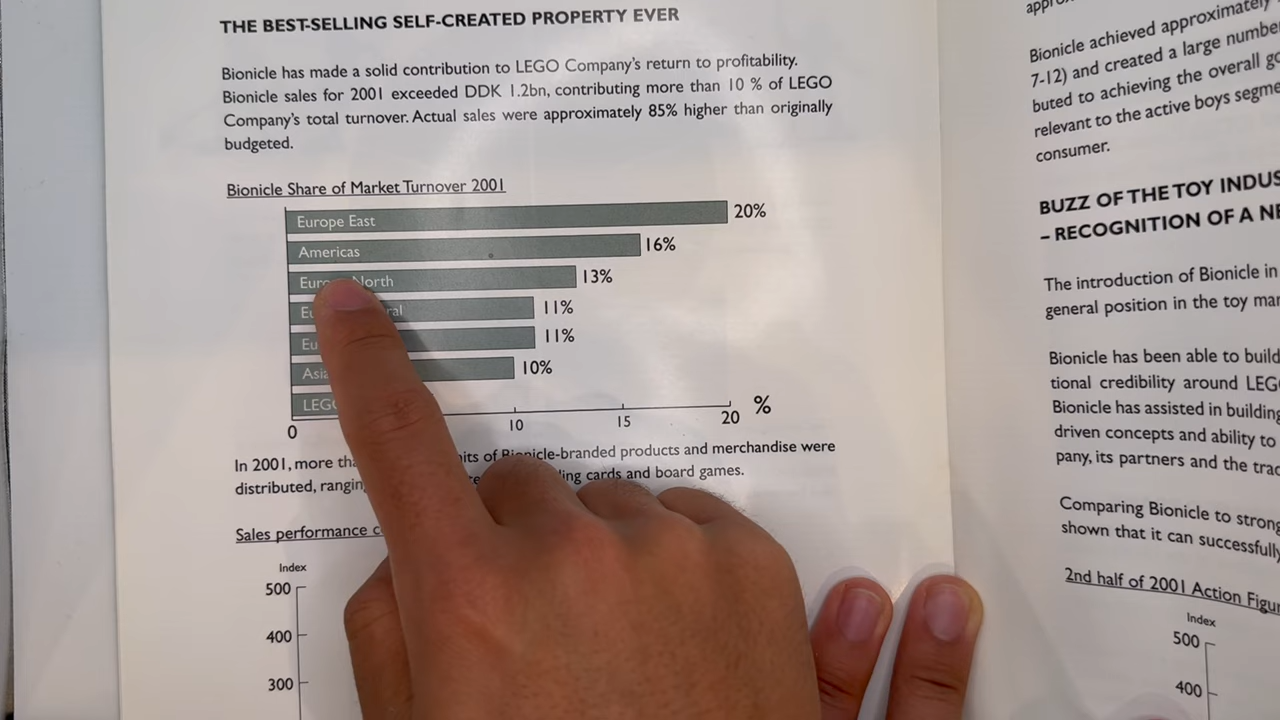 THE BEST-SELLING SELF-CREATED PROPERTY EVER
Bionicle has made a solid contribution to LEGO Company's return to profitability.
Bionicle sales for 2001 exceeded DDK 1.2bn, contributing more than 10 % of LEGO
Company's total turnover. Actual sales were approximately 85% higher than originally
budgeted.
Bionicle Share of Market Turnover 2001
Europe East 20%
Americas 16%
North 13%
11%
11%
10%
0 10 15 20 %
In 2001, more of Bionicle-branded products and merchandise were
distributed, cards and board games.
Sales performance
Index
500
400
300
Bionicle achieved approximately
7-12) and created a large number
buted to achieving the overall
relevant to the active boys
consumer.
BUZZ OF THE TOY
– RECOGNITION OF A
The introduction of Bionicle in
general position in the toy
Bionicle has been able to build
tional credibility around
Bionicle has assisted in building
driven concepts and ability to
pany, its partners and the
Comparing Bionicle to strong
shown that it can successfully
2nd half of 2001 Action
Index
500
400